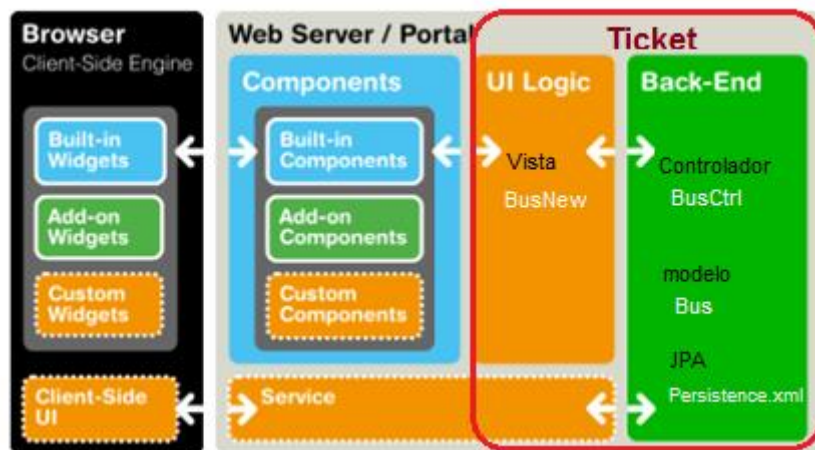 Browser
Client-Side Engine
Built-in
Widgets
Add-on
Widgets
Custom
Widgets
Client-Side
UI
Web Server / Portal
Components
Built-in
Components
Add-on
Components
Custom
Components
Service
Ticket
UI Logic
Vista
BusNew
Back-End
Controlador
BusCtrl
modelo
Bus
JPA
Persistence.xml